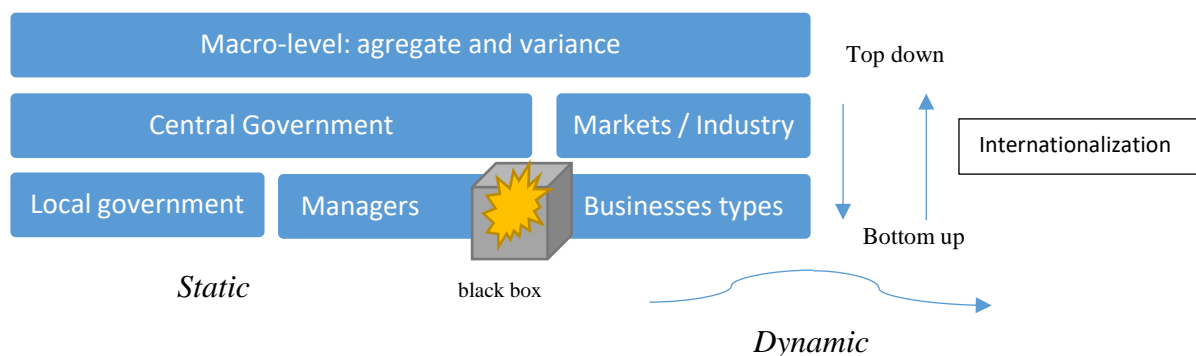 Macro-level: agregate and variance
Top down
Central Government
Markets / Industry
Internationalization
Local government
Managers
Businesses types
Bottom up
Static
black box
Dynamic